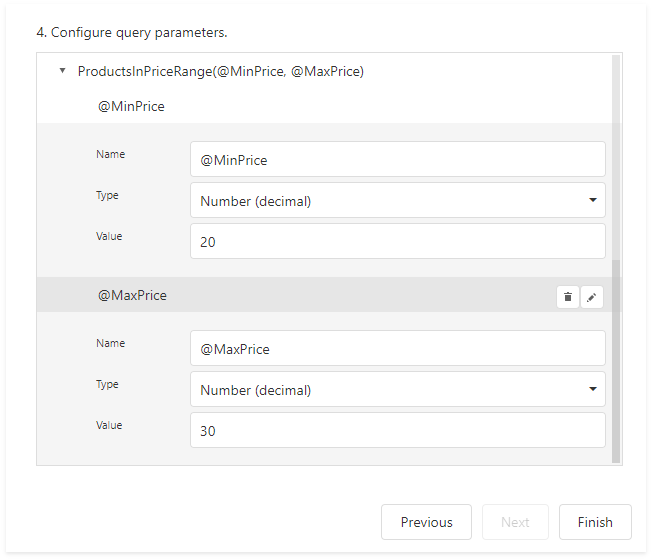 4. Configure query parameters.
ProductsInPriceRange(@MinPrice, @MaxPrice)
@MinPrice
Name
@MinPrice
Type
Number (decimal)
Value
20
@MaxPrice
Name
@MaxPrice
Type
Number (decimal)
Value
30
Previous
Next
Finish